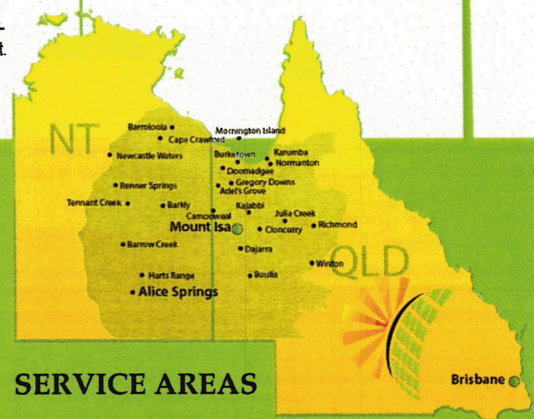 t.
NT
Barroloola
Cape Crawford
Mornington Island
Newcastle Waters
Burketown
Karumba
Normanton
Doomadgee
Renner Springs
Gregory Downs
Adel's Grove
Tennant Creek
Barkly
Kajabbi
Camooweal
Julia Creek
Mount Isa
Cloncurry
Richmond
Barrow Creek
Dajarra
Winton
QLD
Harts Range
Boulia
Alice Springs
SERVICE AREAS
Brisbane